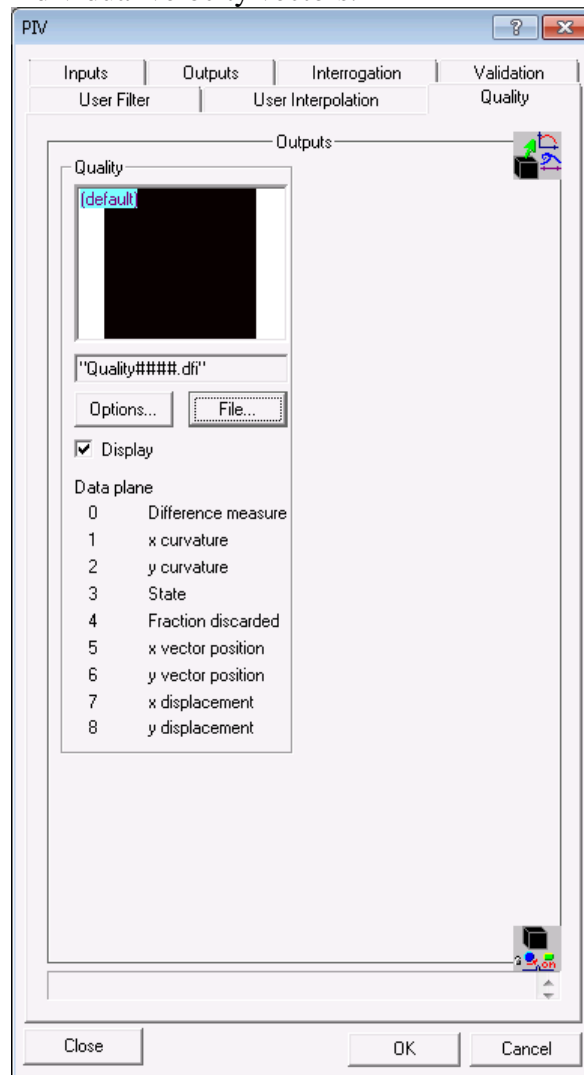 PIV
Inputs Outputs Interrogation Validation
User Filter User Interpolation Quality
Outputs
Quality
(default)
"Quality####.dfi"
Options... File...
Display
Data plane
0 Difference measure
1 x curvature
2 y curvature
3 State
4 Fraction discarded
5 x vector position
6 y vector position
7 x displacement
8 y displacement
on
Close OK Cancel